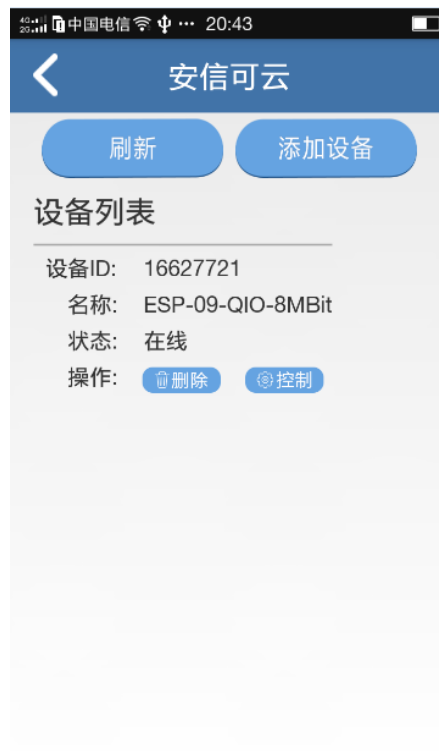 4G 2G 中国电信 ··· 20:43
安信可云
刷新 添加设备
设备列表
设备ID: 16627721
名称: ESP-09-QIO-8MBit
状态: 在线
操作: 删除 控制